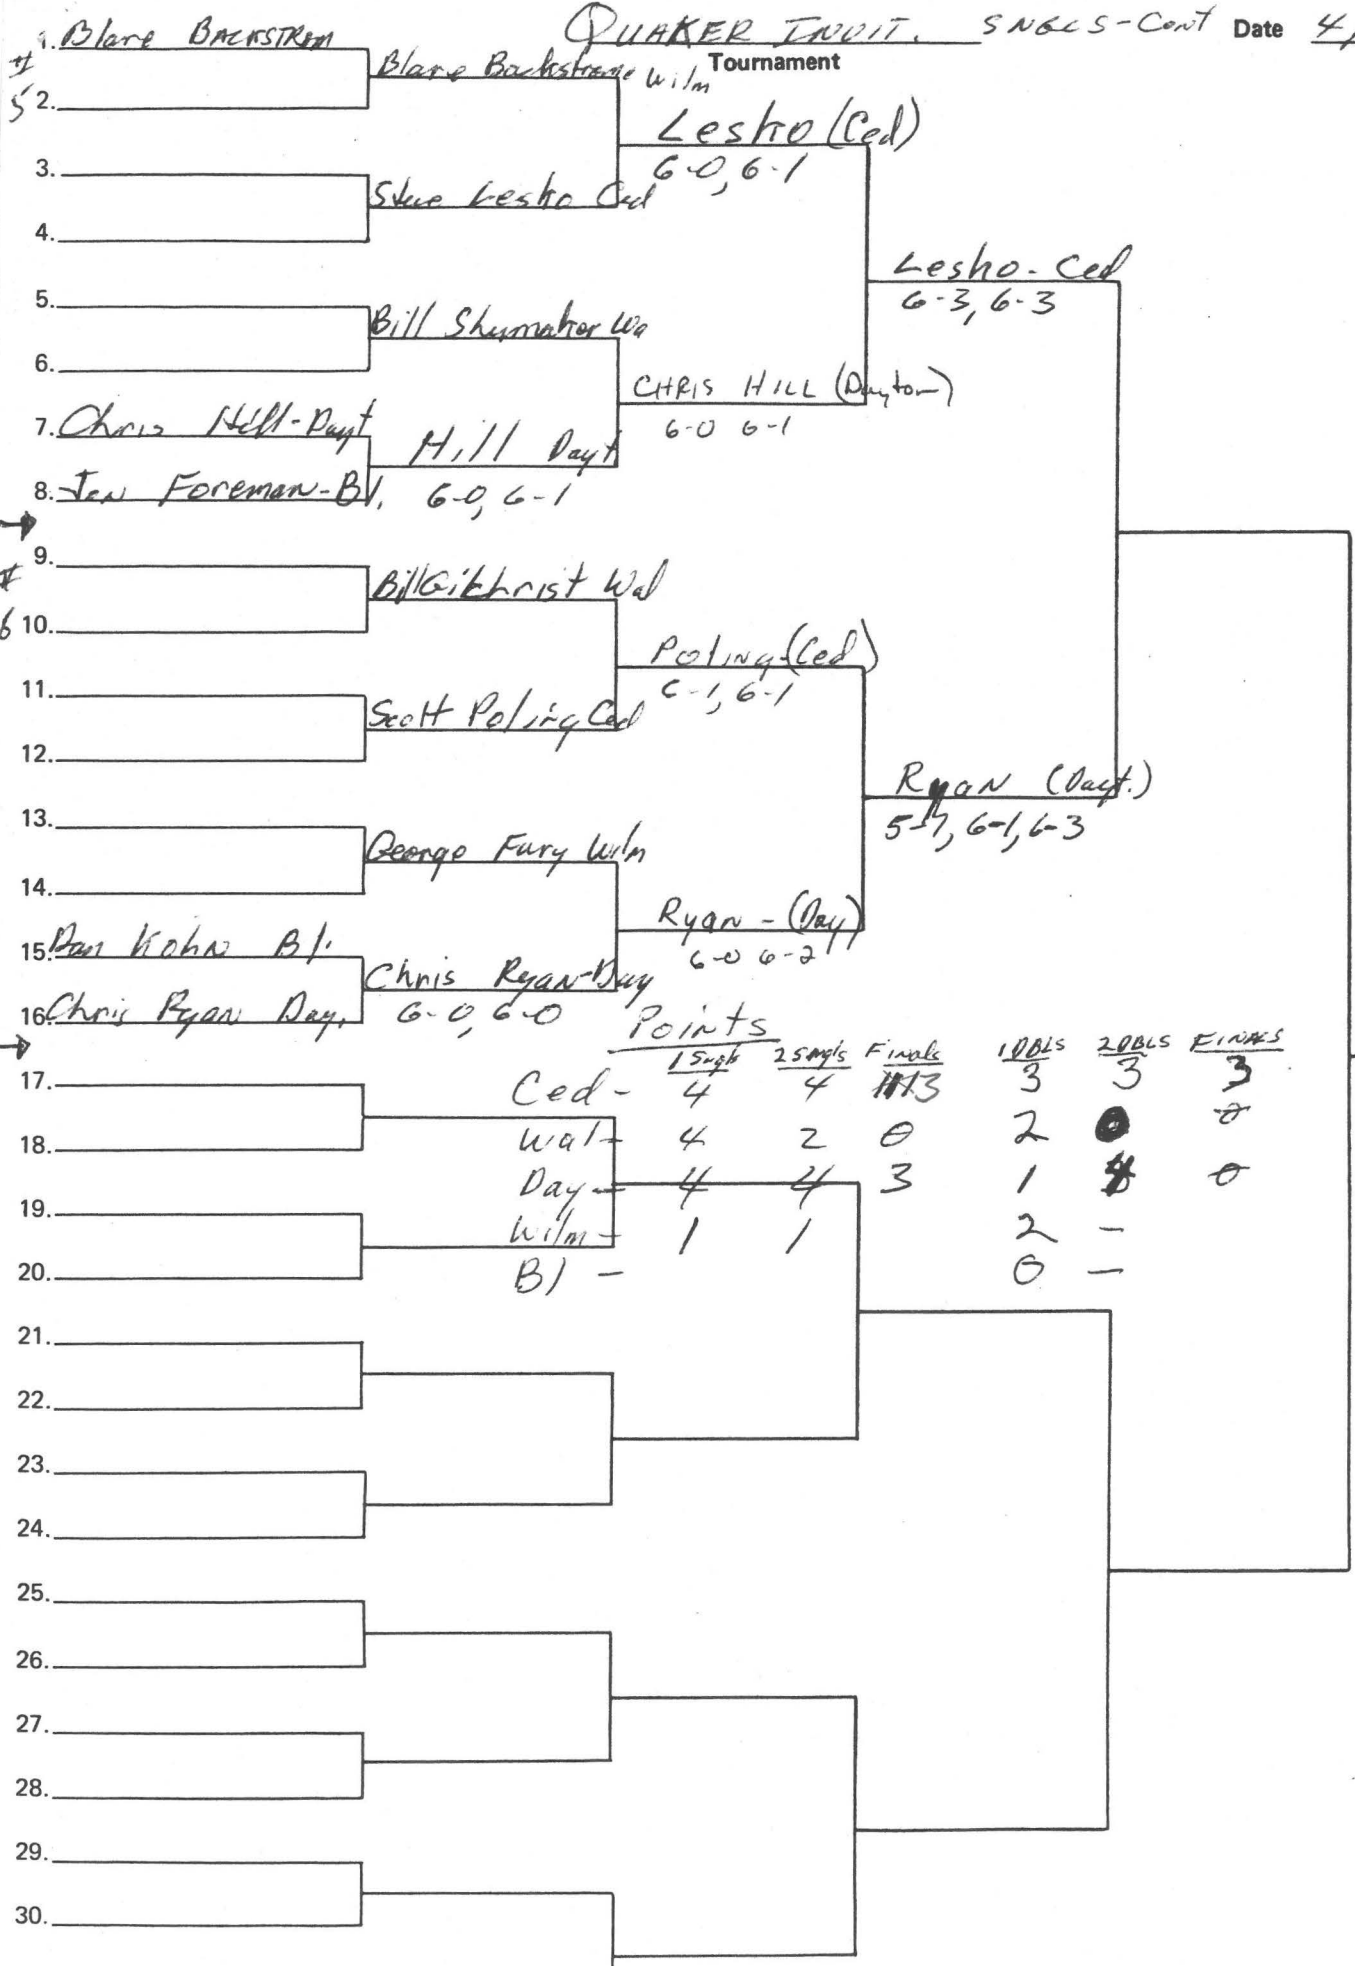 QUAKER INVIT. SNGLS-Cont Date 4/
Tournament
1. Blare BACKSTROM
#5
Blare Backstrome Wilm
2.
Lesko (Ced)
6-0, 6-1
3.
Steve Lesko Ced
4.
Lesko - Ced
6-3, 6-3
5.
Bill Shymaker Wa
6.
CHRIS HILL (Dayton)
6-0 6-1
7. Chris Hill-Dayt
Hill Dayt
6-0, 6-1
8. Jen Foreman-Bl.
9.
#6
Bill Gilchrist Wal
10.
Poling-(Ced)
6-1, 6-1
11.
Scott Poling Ced
12.
Ryan (Dayt.)
5-7, 6-1, 6-3
13.
George Fury Wilm
14.
Ryan - (Day)
6-0 6-2
15. Dan Kohn Bl.
Chris Ryan-Day
6-0, 6-0
16. Chris Ryan Day.
Points
1 Sngls 2 Sngls Finals 1 DBLS 2 DBLS FINALS
Ced - 4 4 3 3 3 3
Wal - 4 2 0 2 0 0
Day - 4 4 3 1 0
Wilm - 1 1 2 -
Bl - 0 -
17.
18.
19.
20.
21.
22.
23.
24.
25.
26.
27.
28.
29.
30.